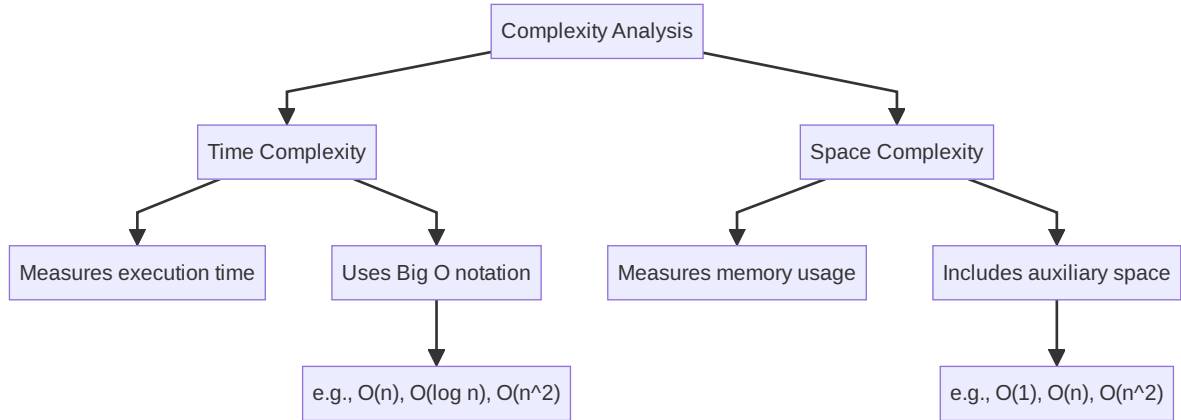 Complexity Analysis
Time Complexity
Space Complexity
Measures execution time
Uses Big O notation
Measures memory usage
Includes auxiliary space
e.g., O(n), O(log n), O(n^2)
e.g., O(1), O(n), O(n^2)